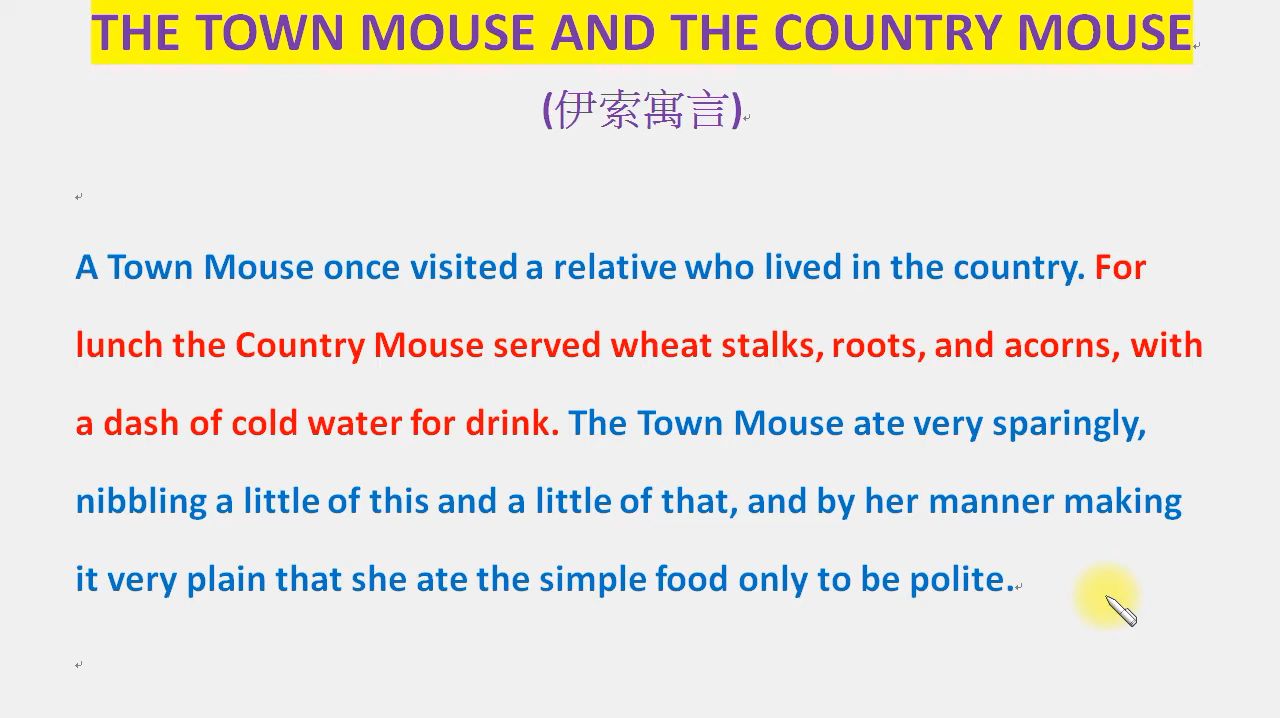 THE TOWN MOUSE AND THE COUNTRY MOUSE
(伊索寓言)
A Town Mouse once visited a relative who lived in the country. For
lunch the Country Mouse served wheat stalks, roots, and acorns, with
a dash of cold water for drink. The Town Mouse ate very sparingly,
nibbling a little of this and a little of that, and by her manner making
it very plain that she ate the simple food only to be polite.